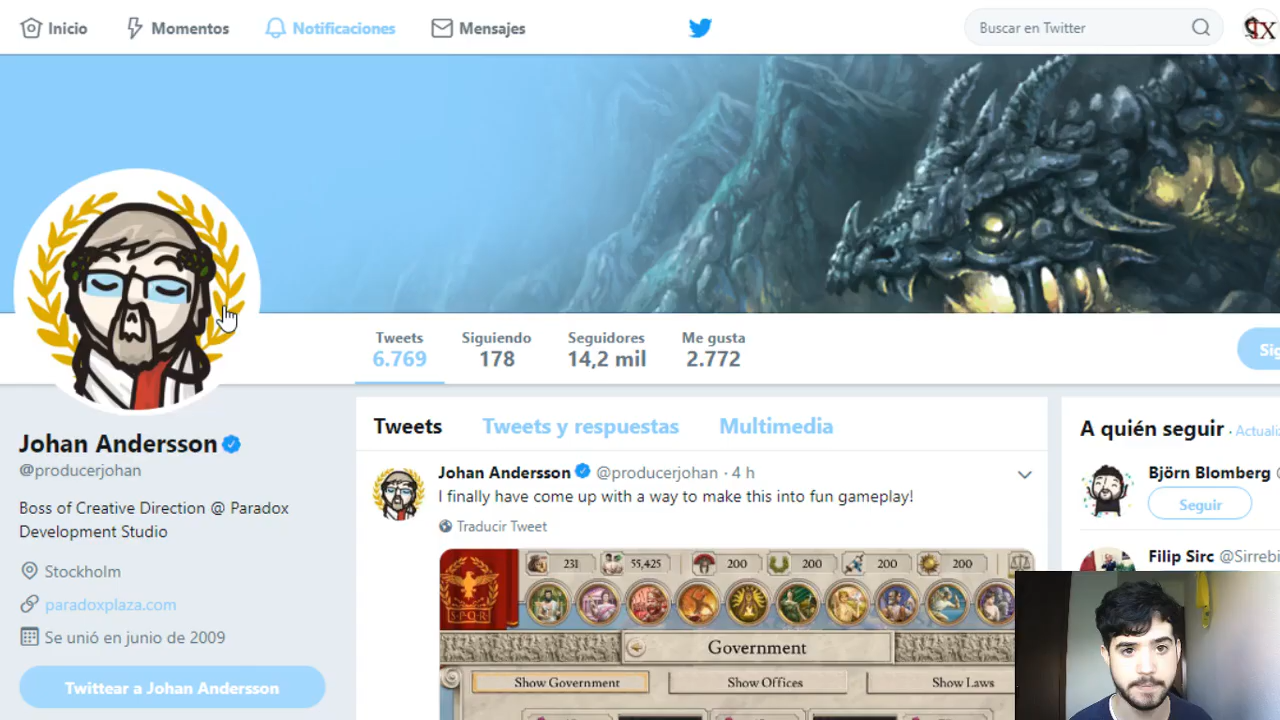 Inicio
Momentos
Notificaciones
Mensajes
Buscar en Twitter
Tweets
6.769
Siguiendo
178
Seguidores
14,2 mil
Me gusta
2.772
Johan Andersson
@producerjohan
Boss of Creative Direction @ Paradox
Development Studio
Stockholm
paradoxplaza.com
Se unió en junio de 2009
Twittear a Johan Andersson
Tweets
Tweets y respuestas
Multimedia
Johan Andersson @producerjohan · 4 h
I finally have come up with a way to make this into fun gameplay!
Traducir Tweet
231 55,425 200 200 200 200
SPQR
Government
Show Government
Show Offices
Show Laws
A quién seguir ·
Björn Blomberg
Seguir
Filip Sirc @Sirrebi